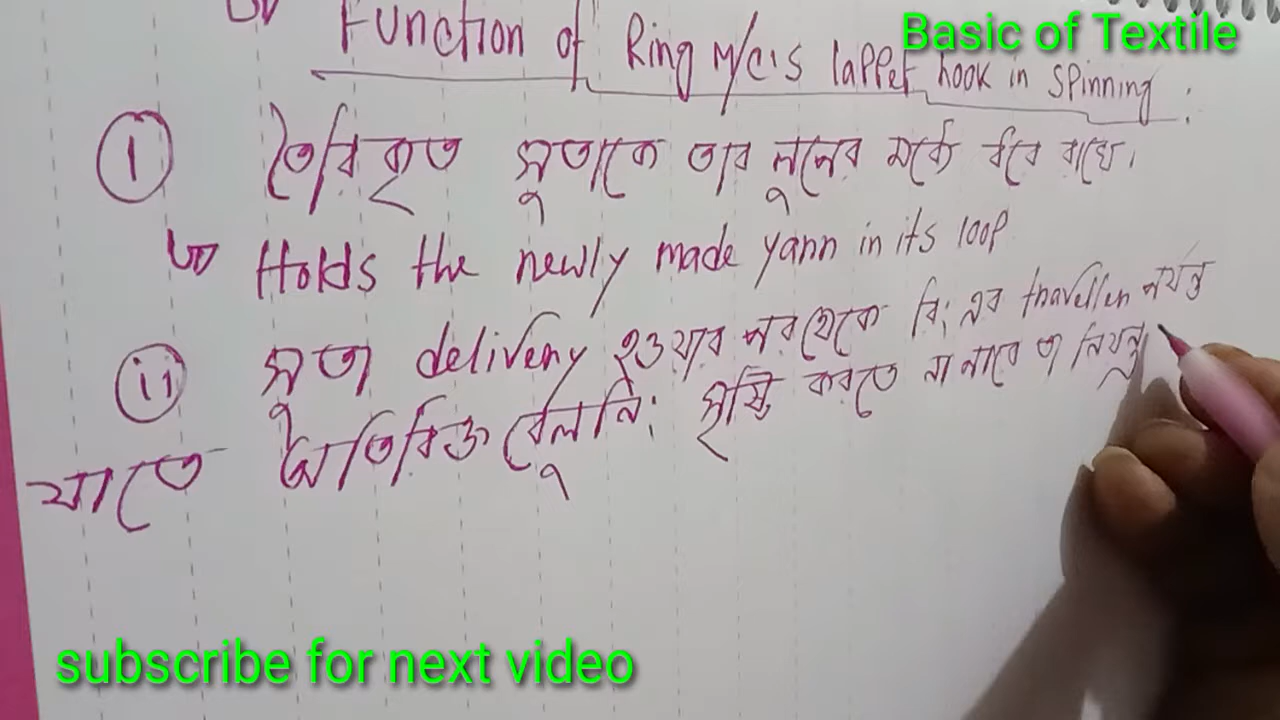 Basic of Textile
Function of Ring m/c's lappet hook in spinning :
① তৈরিকৃত সুতাকে তার লুপের মধ্যে ধরে রাখে।
Holds the newly made yarn in its loop
ii সুতা delivery হওয়ার পর থেকে রিং এর traveller পর্যন্ত
যাতে অতিরিক্ত বেলুনিং সৃষ্টি করতে না পারে তা নিয়ন্ত্র
subscribe for next video